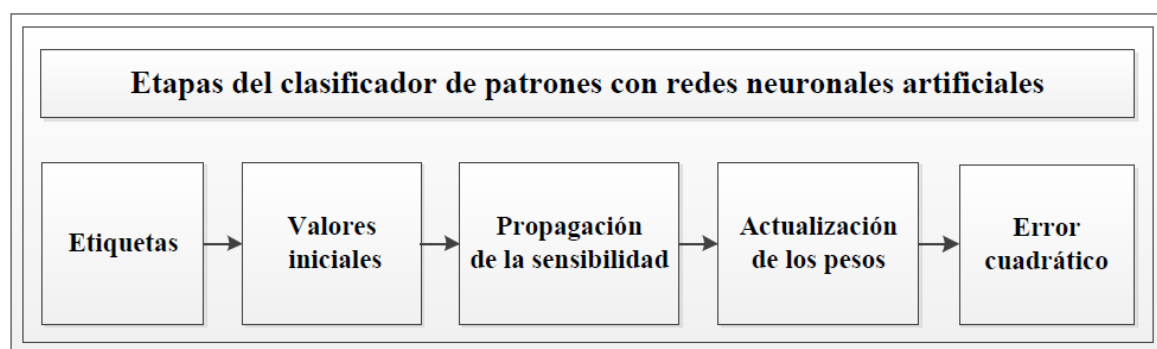 Etapas del clasificador de patrones con redes neuronales artificiales
Etiquetas
Valores
iniciales
Propagación
de la sensibilidad
Actualización
de los pesos
Error
cuadrático